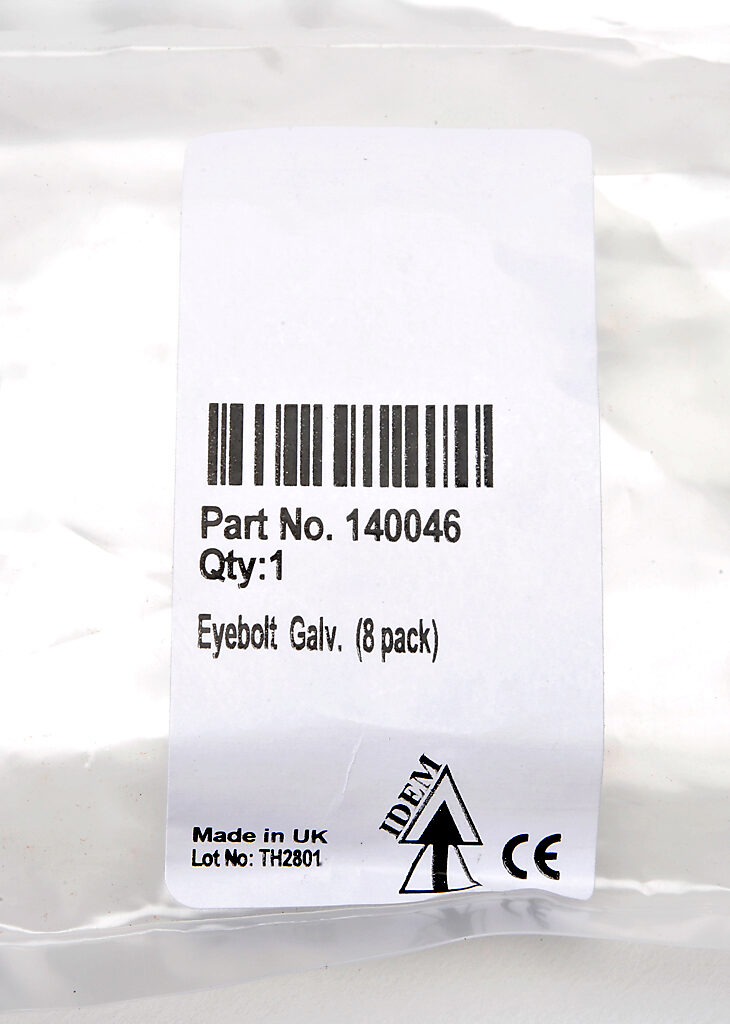 Part No. 140046
Qty:1
Eyebolt Galv. (8 pack)
IDEM
Made in UK
Lot No: TH2801
CE